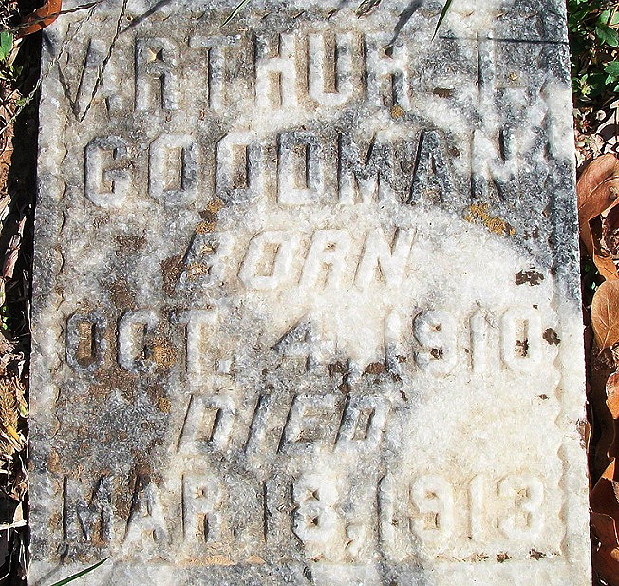 ARTHUR L.
GOODMAN
BORN
OCT. 4, 1910
DIED
MAR. 18, 1913